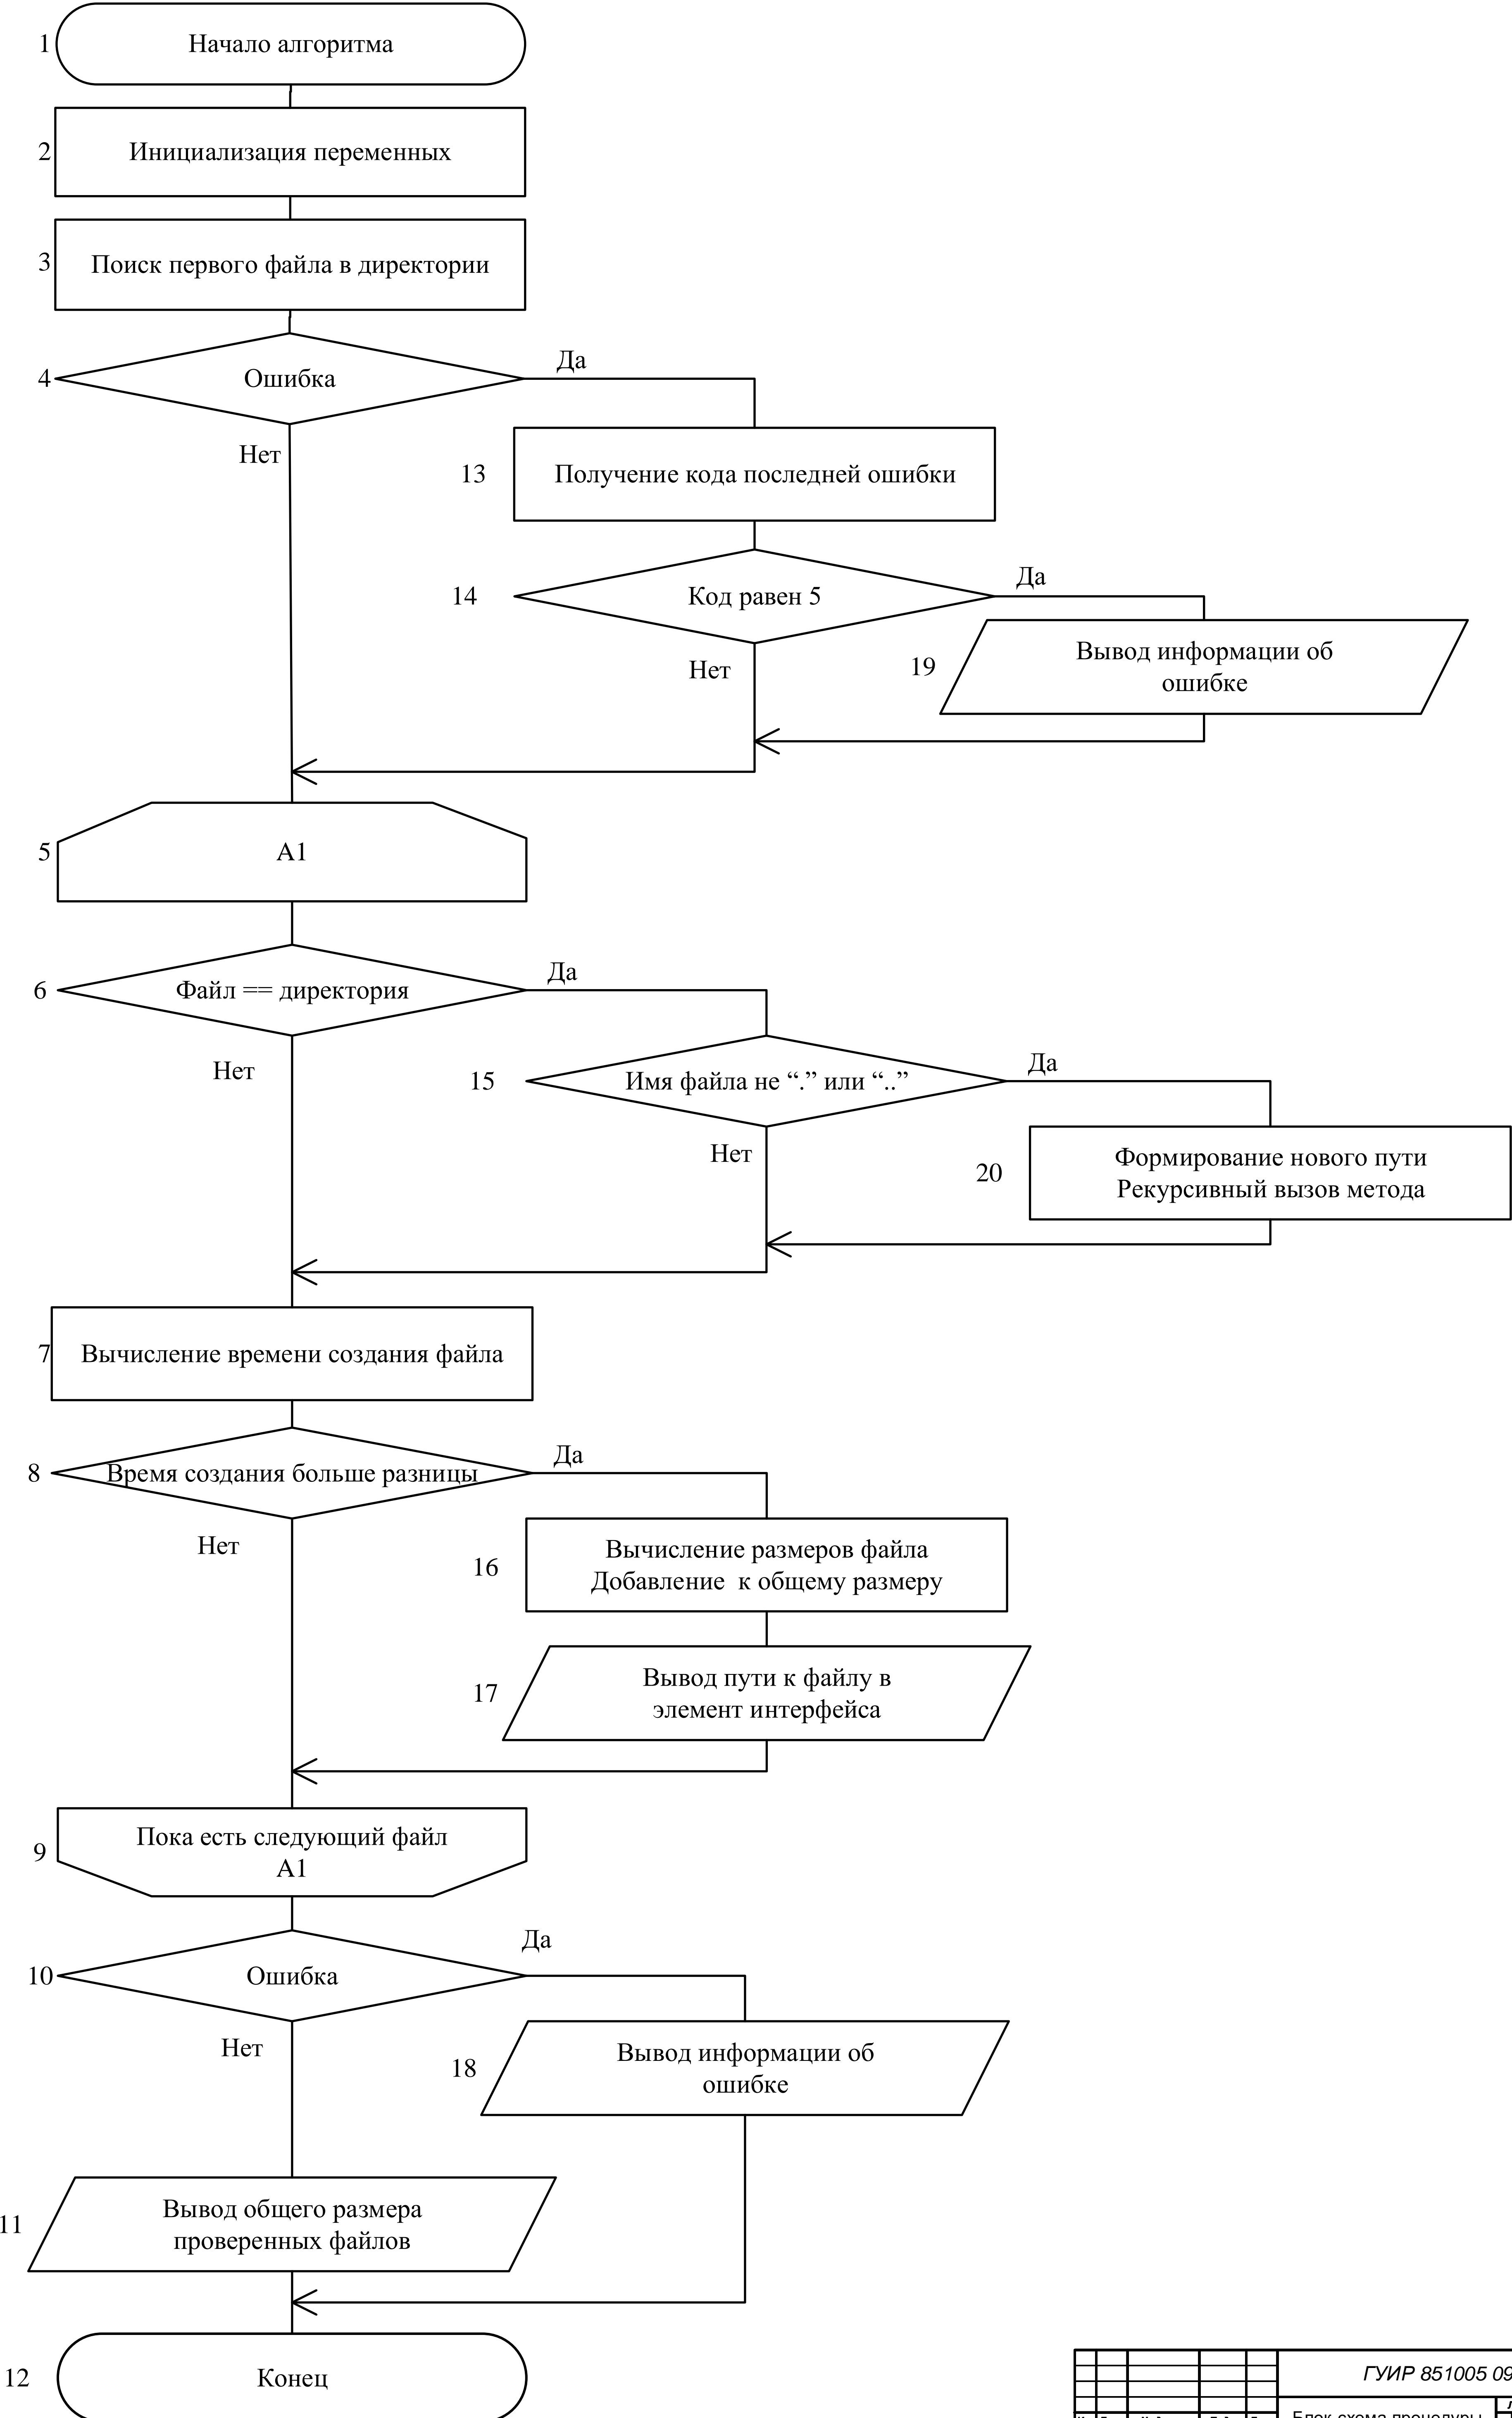 1
Начало алгоритма
2
Инициализация переменных
3
Поиск первого файла в директории
4
Ошибка
Да
Нет
13
Получение кода последней ошибки
14
Код равен 5
Да
Нет
19
Вывод информации об
ошибке
5
A1
6
Файл == директория
Да
Нет
15
Имя файла не “.” или “..”
Да
Нет
20
Формирование нового пути
Рекурсивный вызов метода
7
Вычисление времени создания файла
8
Время создания больше разницы
Да
Нет
16
Вычисление размеров файла
Добавление к общему размеру
17
Вывод пути к файлу в
элемент интерфейса
9
Пока есть следующий файл
A1
10
Ошибка
Да
Нет
18
Вывод информации об
ошибке
11
Вывод общего размера
проверенных файлов
12
Конец
ГУИР 851005 09
Блок-схема процедуры